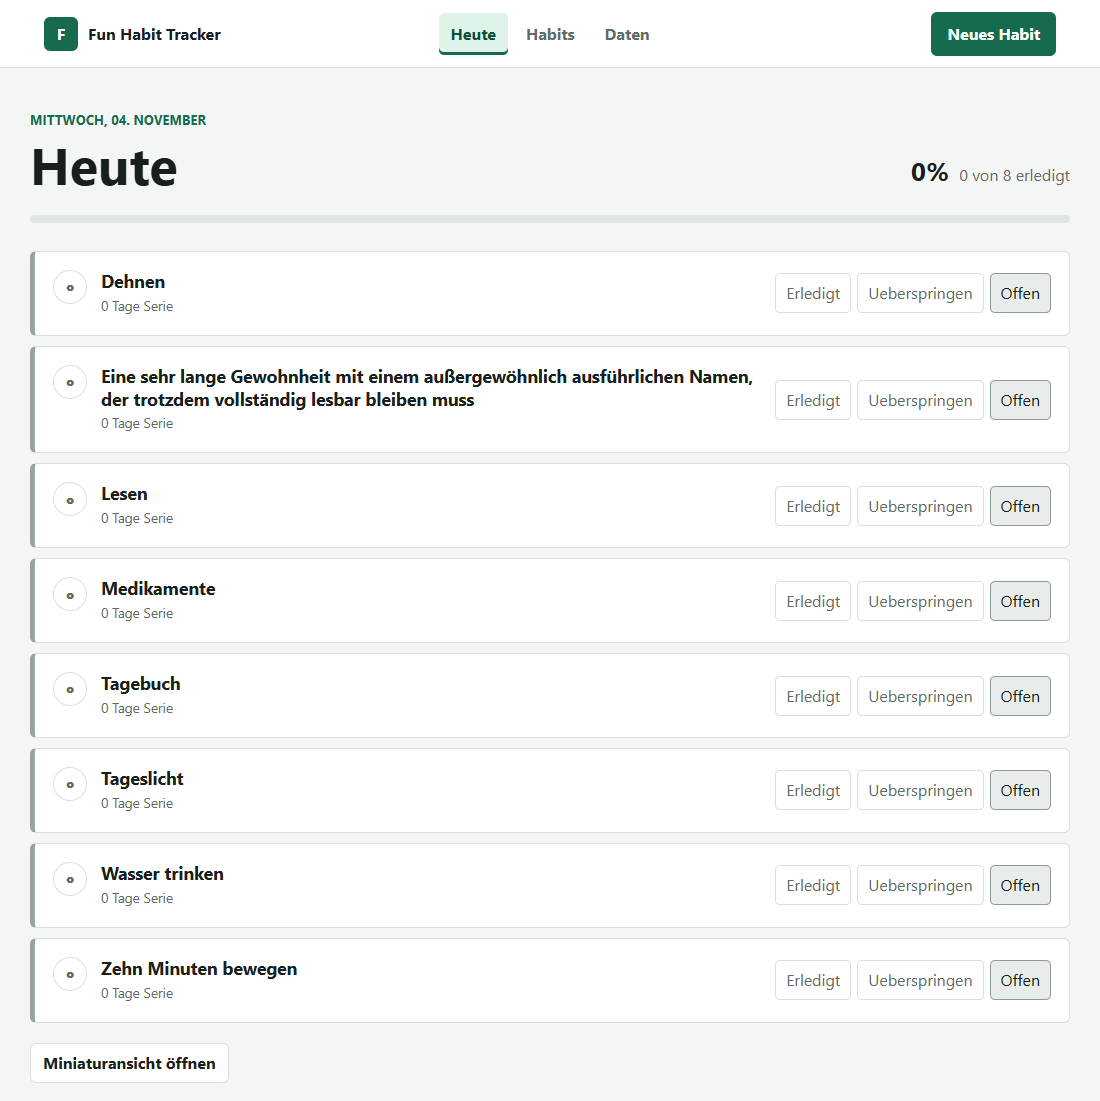 F Fun Habit Tracker Heute Habits Daten Neues Habit
MITTWOCH, 04. NOVEMBER
Heute
0% 0 von 8 erledigt
Dehnen
0 Tage Serie
Erledigt Ueberspringen Offen
Eine sehr lange Gewohnheit mit einem außergewöhnlich ausführlichen Namen,
der trotzdem vollständig lesbar bleiben muss
0 Tage Serie
Erledigt Ueberspringen Offen
Lesen
0 Tage Serie
Erledigt Ueberspringen Offen
Medikamente
0 Tage Serie
Erledigt Ueberspringen Offen
Tagebuch
0 Tage Serie
Erledigt Ueberspringen Offen
Tageslicht
0 Tage Serie
Erledigt Ueberspringen Offen
Wasser trinken
0 Tage Serie
Erledigt Ueberspringen Offen
Zehn Minuten bewegen
0 Tage Serie
Erledigt Ueberspringen Offen
Miniaturansicht öffnen